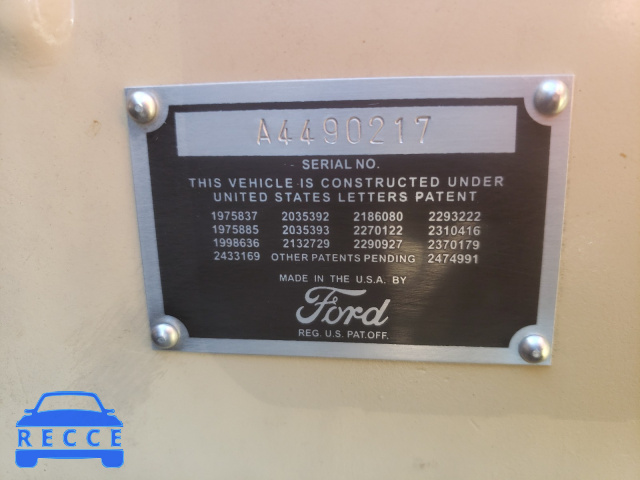 A4490217
SERIAL NO.
THIS VEHICLE IS CONSTRUCTED UNDER
UNITED STATES LETTERS PATENT
1975837 2035392 2186080 2293222
1975885 2035393 2270122 2310416
1998636 2132729 2290927 2370179
2433169 OTHER PATENTS PENDING 2474991
MADE IN THE U.S.A. BY
Ford
REG. U.S. PAT.OFF.
RECCE